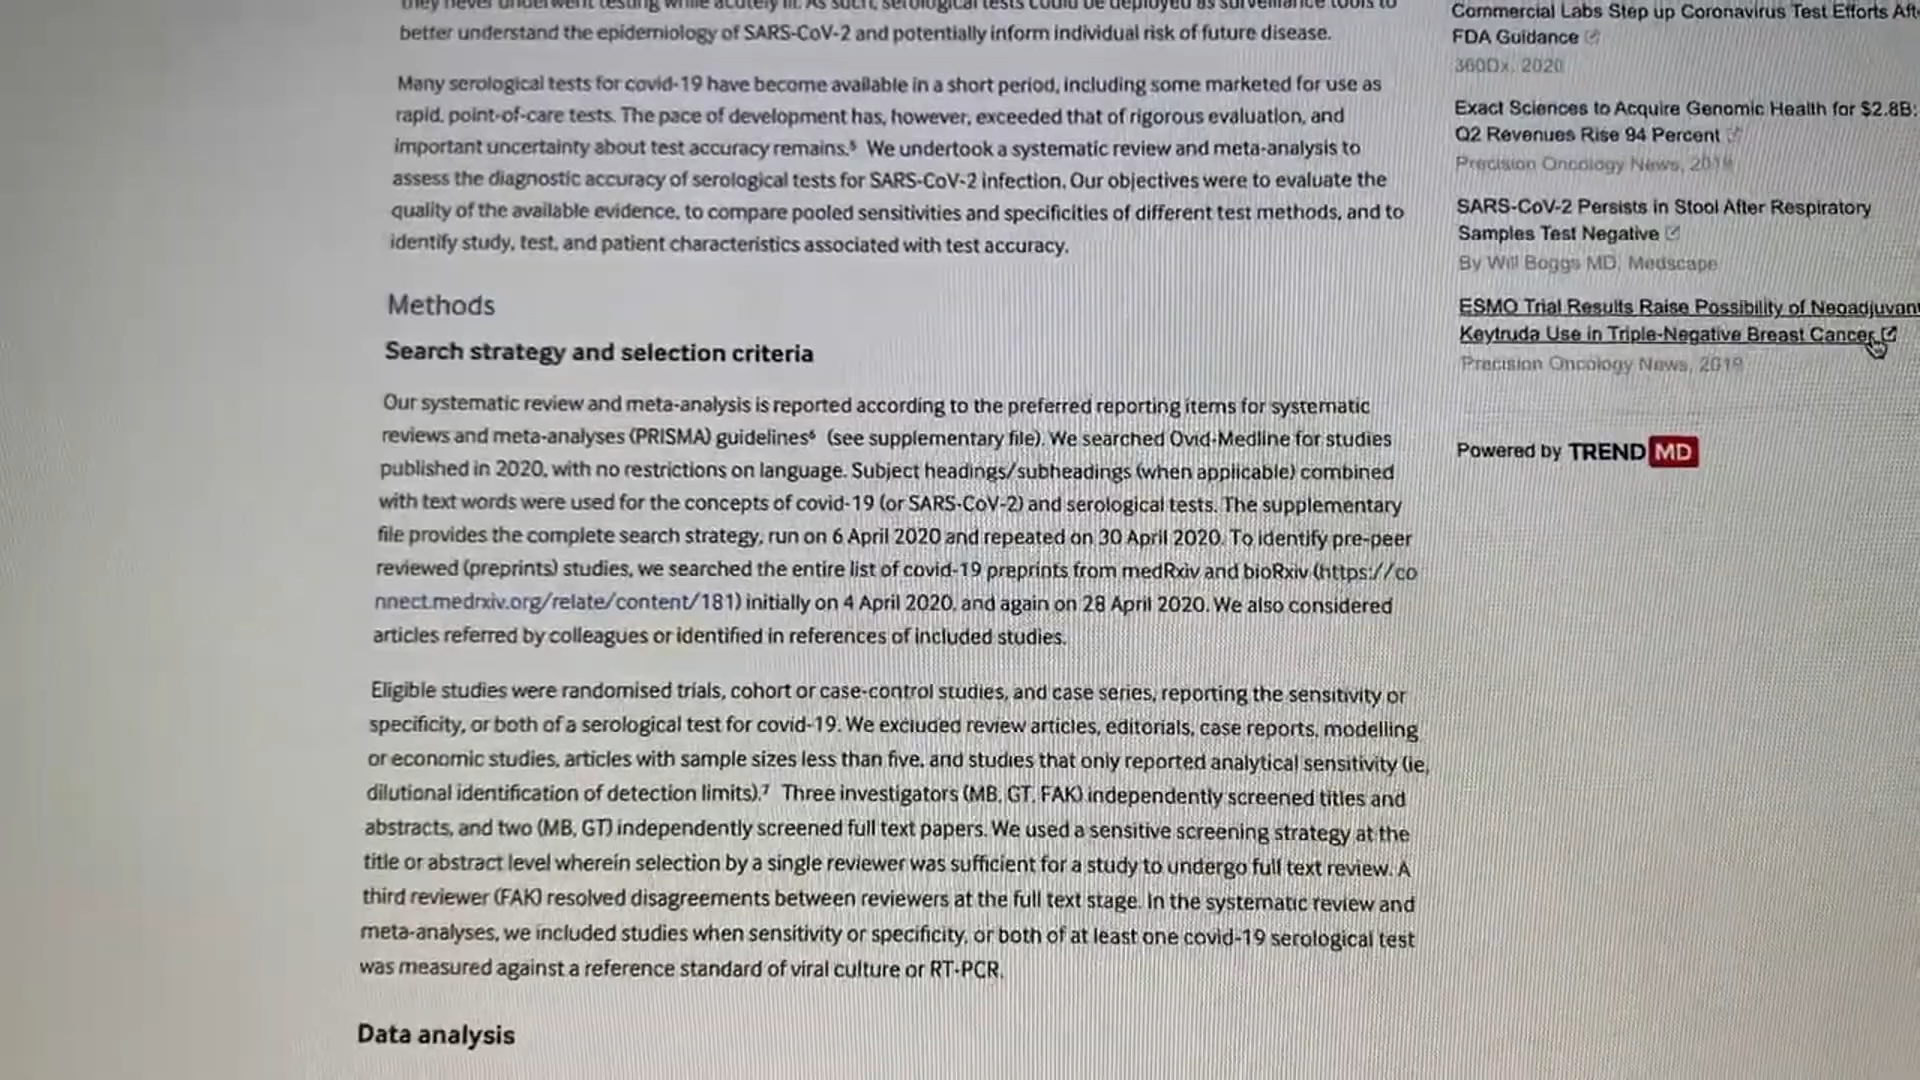 they never underwent testing while acutely ill. As such, serological tests could be deployed as surveillance tools to
better understand the epidemiology of SARS-CoV-2 and potentially inform individual risk of future disease.
Many serological tests for covid-19 have become available in a short period, including some marketed for use as
rapid, point-of-care tests. The pace of development has, however, exceeded that of rigorous evaluation, and
important uncertainty about test accuracy remains.⁵ We undertook a systematic review and meta-analysis to
assess the diagnostic accuracy of serological tests for SARS-CoV-2 infection. Our objectives were to evaluate the
quality of the available evidence, to compare pooled sensitivities and specificities of different test methods, and to
identify study, test, and patient characteristics associated with test accuracy.
Methods
Search strategy and selection criteria
Our systematic review and meta-analysis is reported according to the preferred reporting items for systematic
reviews and meta-analyses (PRISMA) guidelines⁶ (see supplementary file). We searched Ovid-Medline for studies
published in 2020, with no restrictions on language. Subject headings/subheadings (when applicable) combined
with text words were used for the concepts of covid-19 (or SARS-CoV-2) and serological tests. The supplementary
file provides the complete search strategy, run on 6 April 2020 and repeated on 30 April 2020. To identify pre-peer
reviewed (preprints) studies, we searched the entire list of covid-19 preprints from medRxiv and bioRxiv (https://co
nnect.medrxiv.org/relate/content/181) initially on 4 April 2020, and again on 28 April 2020. We also considered
articles referred by colleagues or identified in references of included studies.
Eligible studies were randomised trials, cohort or case-control studies, and case series, reporting the sensitivity or
specificity, or both of a serological test for covid-19. We excluded review articles, editorials, case reports, modelling
or economic studies, articles with sample sizes less than five, and studies that only reported analytical sensitivity (ie,
dilutional identification of detection limits).⁷ Three investigators (MB, GT, FAK) independently screened titles and
abstracts, and two (MB, GT) independently screened full text papers. We used a sensitive screening strategy at the
title or abstract level wherein selection by a single reviewer was sufficient for a study to undergo full text review. A
third reviewer (FAK) resolved disagreements between reviewers at the full text stage. In the systematic review and
meta-analyses, we included studies when sensitivity or specificity, or both of at least one covid-19 serological test
was measured against a reference standard of viral culture or RT-PCR.
Data analysis
Commercial Labs Step up Coronavirus Test Efforts Aft
FDA Guidance
360Dx, 2020
Exact Sciences to Acquire Genomic Health for $2.8B;
Q2 Revenues Rise 94 Percent
Precision Oncology News, 2019
SARS-CoV-2 Persists in Stool After Respiratory
Samples Test Negative
By Will Boggs MD, Medscape
ESMO Trial Results Raise Possibility of Neoadjuvant
Keytruda Use in Triple-Negative Breast Cancer
Precision Oncology News, 2019
Powered by TREND MD